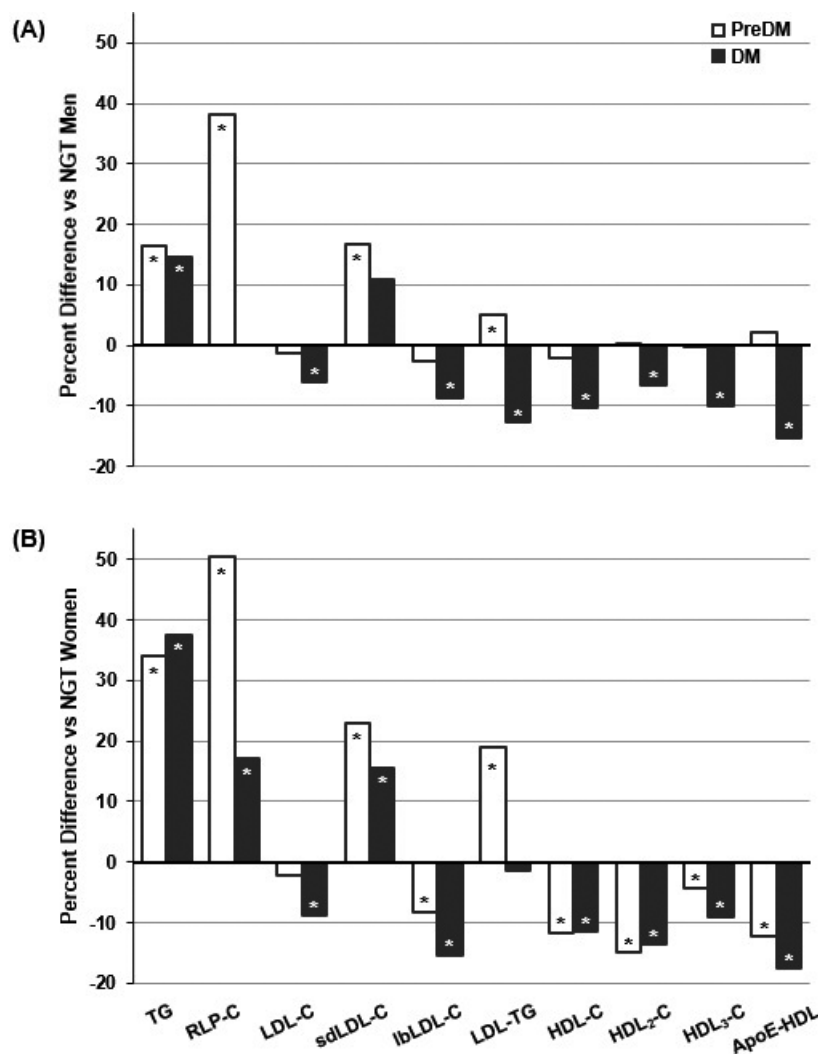 (A)
PreDM
DM
Percent Difference vs NGT Men
50
40
30
20
10
0
-10
-20
* * * * * * * * * * * *
(B)
Percent Difference vs NGT Women
50
40
30
20
10
0
-10
-20
* * * * * * * * * * * * * * * * * *
TG
RLP-C
LDL-C
sdLDL-C
lbLDL-C
LDL-TG
HDL-C
HDL₂-C
HDL₃-C
ApoE-HDL